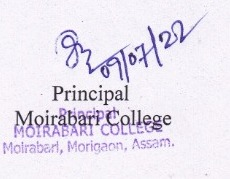 09/07/22
Principal
Moirabari College
Principal
MOIRABARI COLLEGE
Moirabari, Morigaon, Assam.